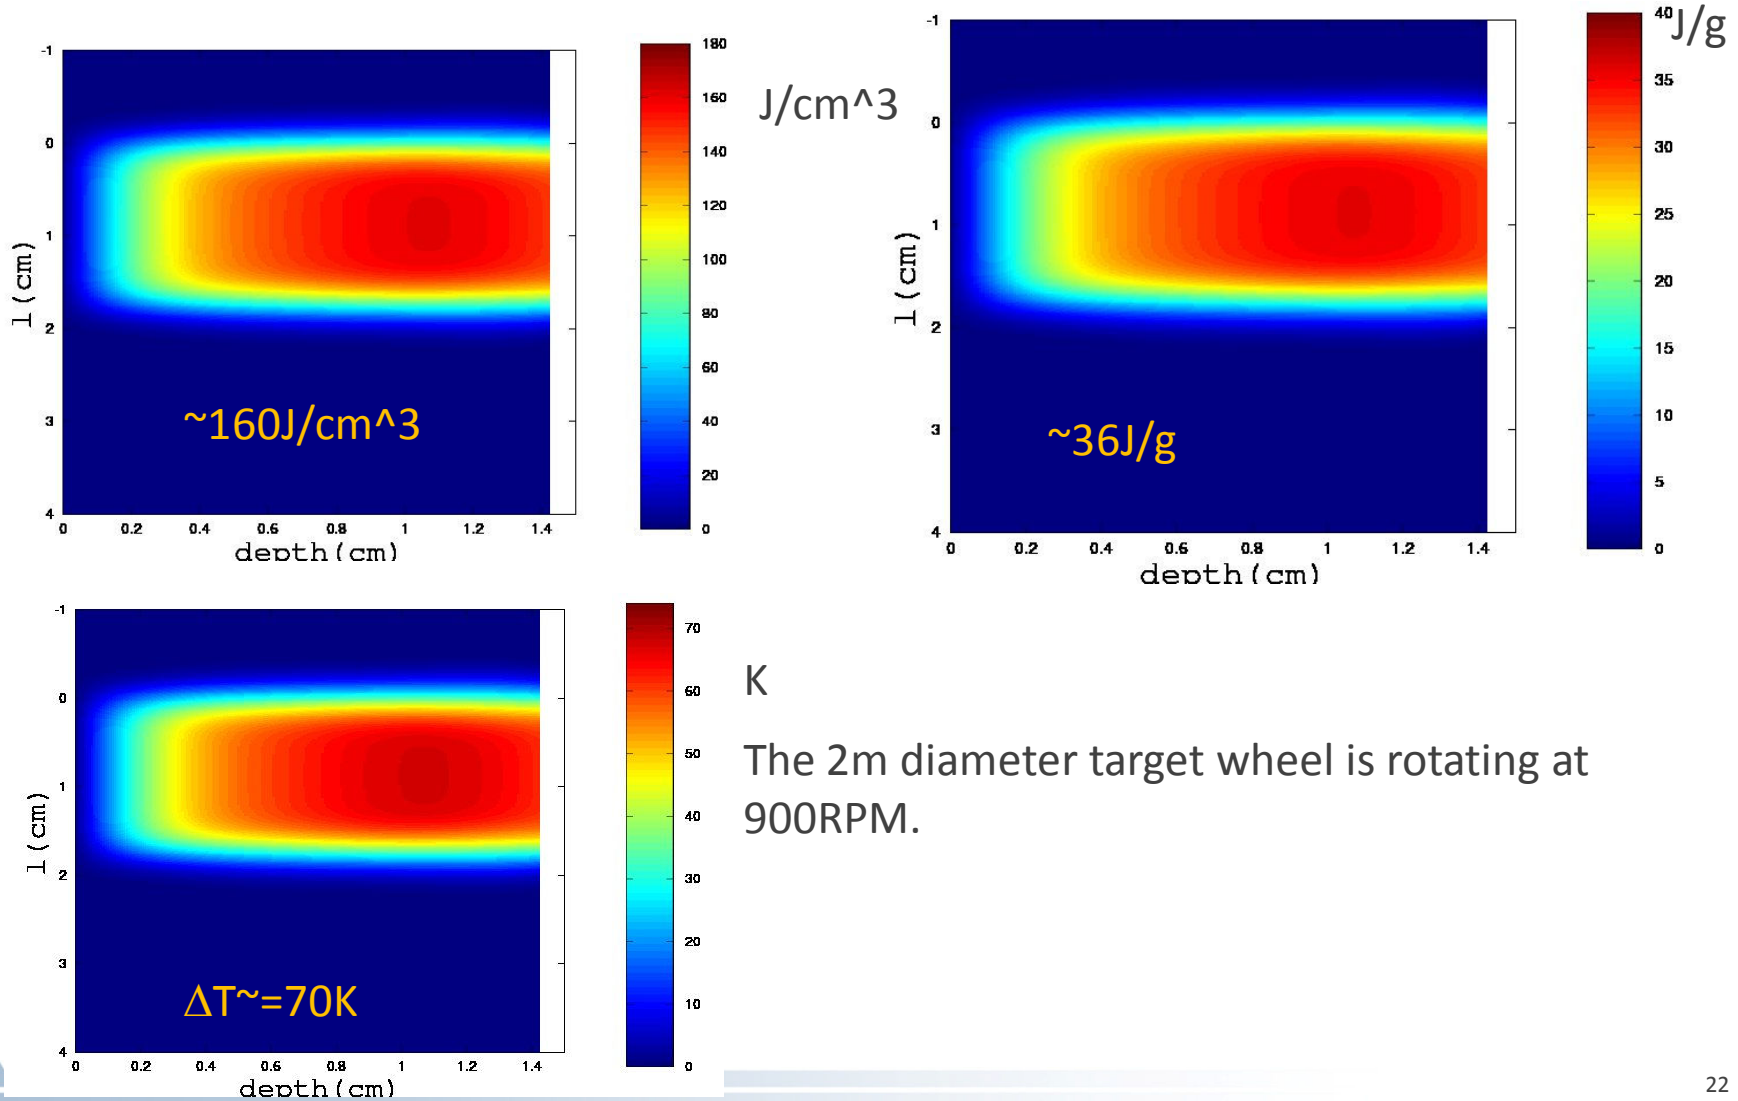 -1
0
1
2
3
4
l(cm)
0 0.2 0.4 0.6 0.8 1 1.2 1.4
depth(cm)
~160J/cm^3
180
160
140
120
100
80
60
40
20
0
J/cm^3
-1
0
1
2
3
4
l(cm)
0 0.2 0.4 0.6 0.8 1 1.2 1.4
depth(cm)
~36J/g
40
35
30
25
20
15
10
5
0
J/g
-1
0
1
2
3
4
l(cm)
0 0.2 0.4 0.6 0.8 1 1.2 1.4
depth(cm)
ΔT~=70K
70
60
50
40
30
20
10
0
K
The 2m diameter target wheel is rotating at
900RPM.
22